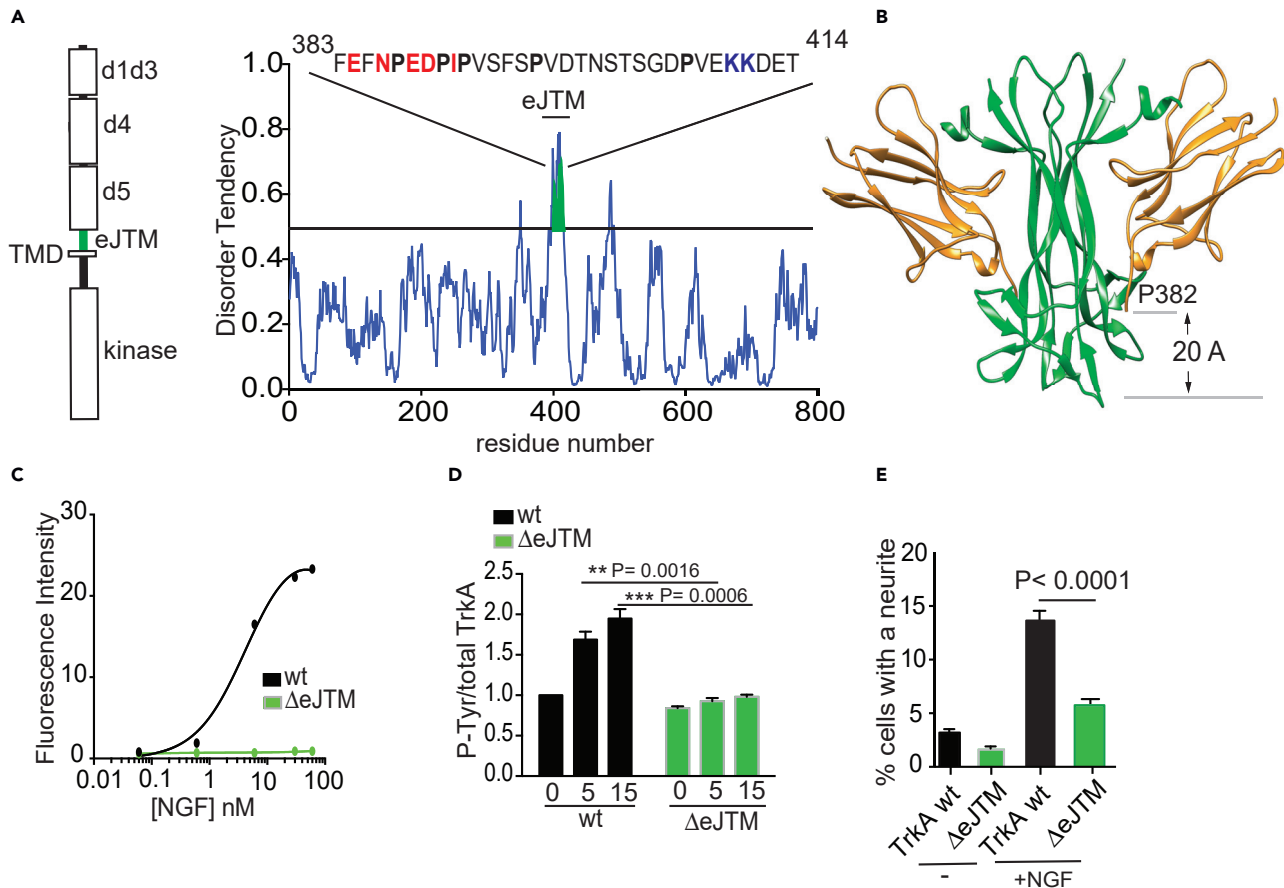 A
d1d3
d4
d5
eJTM
TMD
kinase
383 FEFNPEDPIPVSFSPVDTNSTSGDPVEKKDET 414
eJTM
Disorder Tendency
1.0
0.8
0.6
0.4
0.2
0.0
0 200 400 600 800
residue number
B
P382
20 A
C
Fluorescence Intensity
30
20
10
0
wt
ΔeJTM
0.01 0.1 1 10 100
[NGF] nM
D
wt
ΔeJTM
P-Tyr/total TrkA
2.5
2.0
1.5
1.0
0.5
0.0
** P= 0.0016
*** P= 0.0006
0 5 15 0 5 15
wt ΔeJTM
E
% cells with a neurite
20
15
10
5
0
P< 0.0001
TrkA wt ΔeJTM TrkA wt ΔeJTM
- +NGF